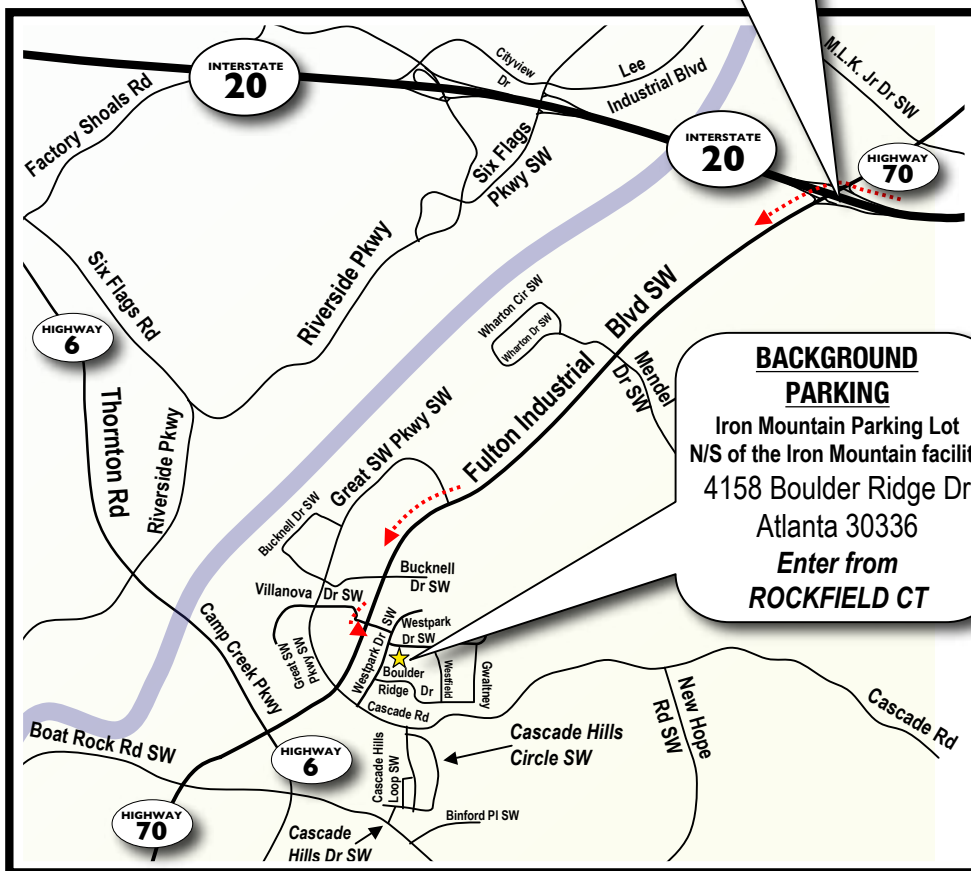 INTERSTATE
20
Cityview
Dr
Lee
Industrial Blvd
M.L.K. Jr Dr SW
Factory Shoals Rd
INTERSTATE
20
HIGHWAY
70
Six Flags
Pkwy SW
Six Flags Rd
Riverside Pkwy
HIGHWAY
6
Thornton Rd
Riverside Pkwy
Wharton Cir SW
Wharton Dr SW
Fulton Industrial
Blvd SW
Mendel
Dr SW
BACKGROUND
PARKING
Iron Mountain Parking Lot
N/S of the Iron Mountain facilit
4158 Boulder Ridge Dr
Atlanta 30336
Enter from
ROCKFIELD CT
Great SW Pkwy SW
Bucknell Dr SW
Bucknell
Dr SW
Villanova Dr SW
Great SW
Pkwy SW
Westpark Dr SW
Westpark
Dr SW
Boulder
Ridge Dr
Westfield
Gwaltney
Camp Creek Pkwy
Cascade Rd
New Hope
Rd SW
Cascade Rd
Boat Rock Rd SW
HIGHWAY
6
Cascade Hills
Loop SW
Cascade Hills
Circle SW
HIGHWAY
70
Cascade
Hills Dr SW
Binford Pl SW